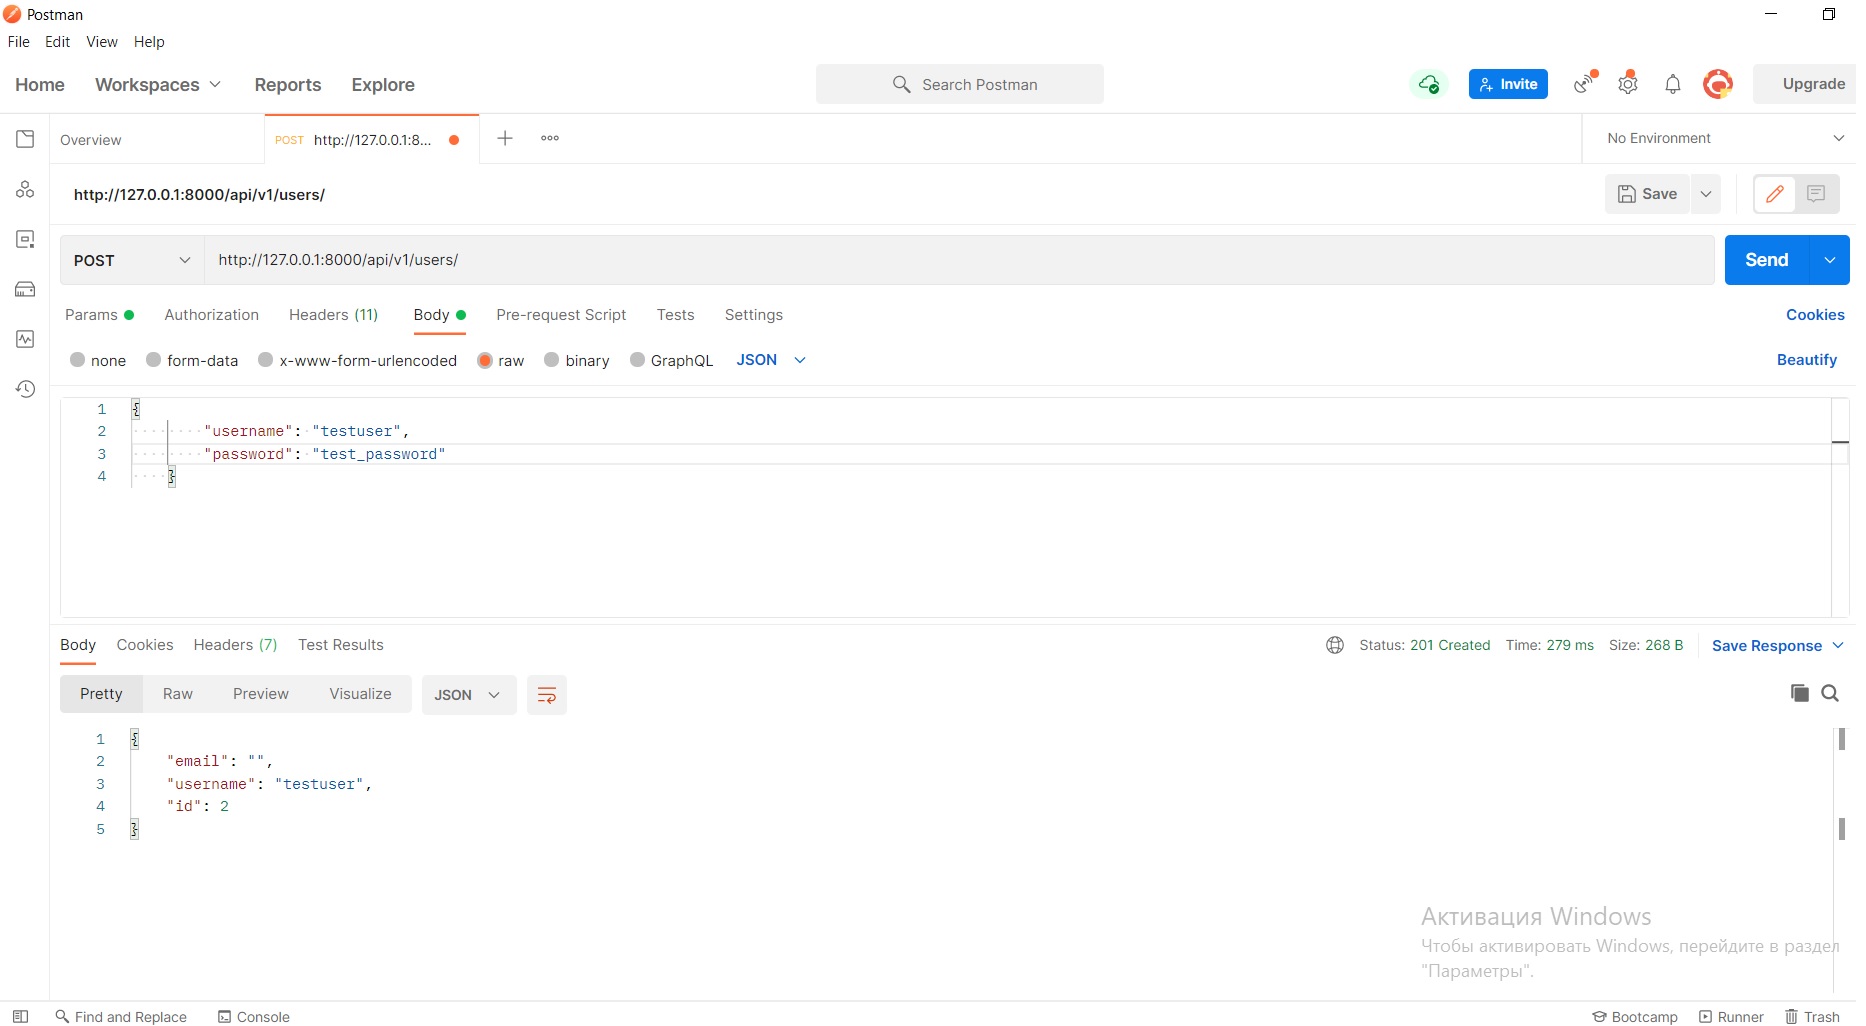 Postman
File Edit View Help
Home Workspaces Reports Explore Search Postman Invite Upgrade
Overview POST http://127.0.0.1:8... No Environment
http://127.0.0.1:8000/api/v1/users/ Save
POST http://127.0.0.1:8000/api/v1/users/ Send
Params Authorization Headers (11) Body Pre-request Script Tests Settings Cookies
none form-data x-www-form-urlencoded raw binary GraphQL JSON Beautify
1 {
2 "username": "testuser",
3 "password": "test_password"
4 }
Body Cookies Headers (7) Test Results Status: 201 Created Time: 279 ms Size: 268 B Save Response
Pretty Raw Preview Visualize JSON
1 {
2 "email": "",
3 "username": "testuser",
4 "id": 2
5 }
Активация Windows
Чтобы активировать Windows, перейдите в раздел
"Параметры".
Find and Replace Console Bootcamp Runner Trash